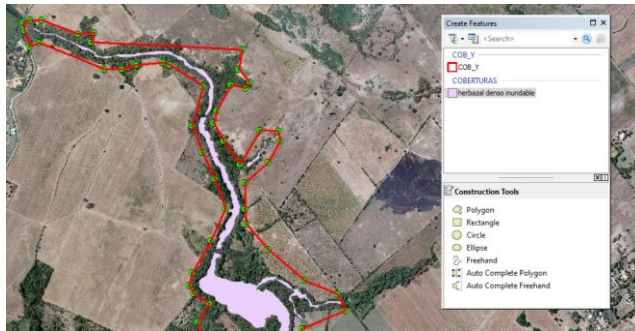 Create Features
<Search>
COB_Y
COB_Y
COBERTURAS
herbazal denso inundable
Construction Tools
Polygon
Rectangle
Circle
Ellipse
Freehand
Auto Complete Polygon
Auto Complete Freehand